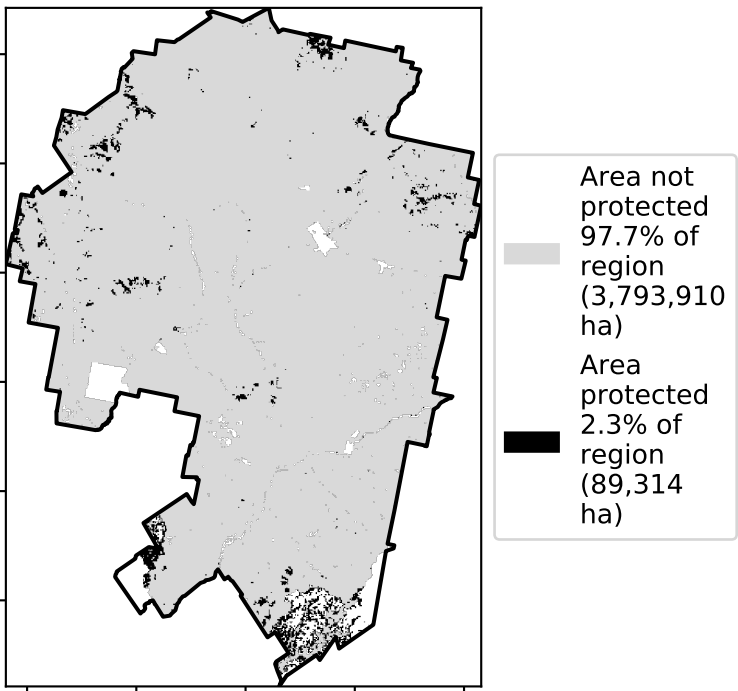 Area not
protected
97.7% of
region
(3,793,910
ha)
Area
protected
2.3% of
region
(89,314
ha)